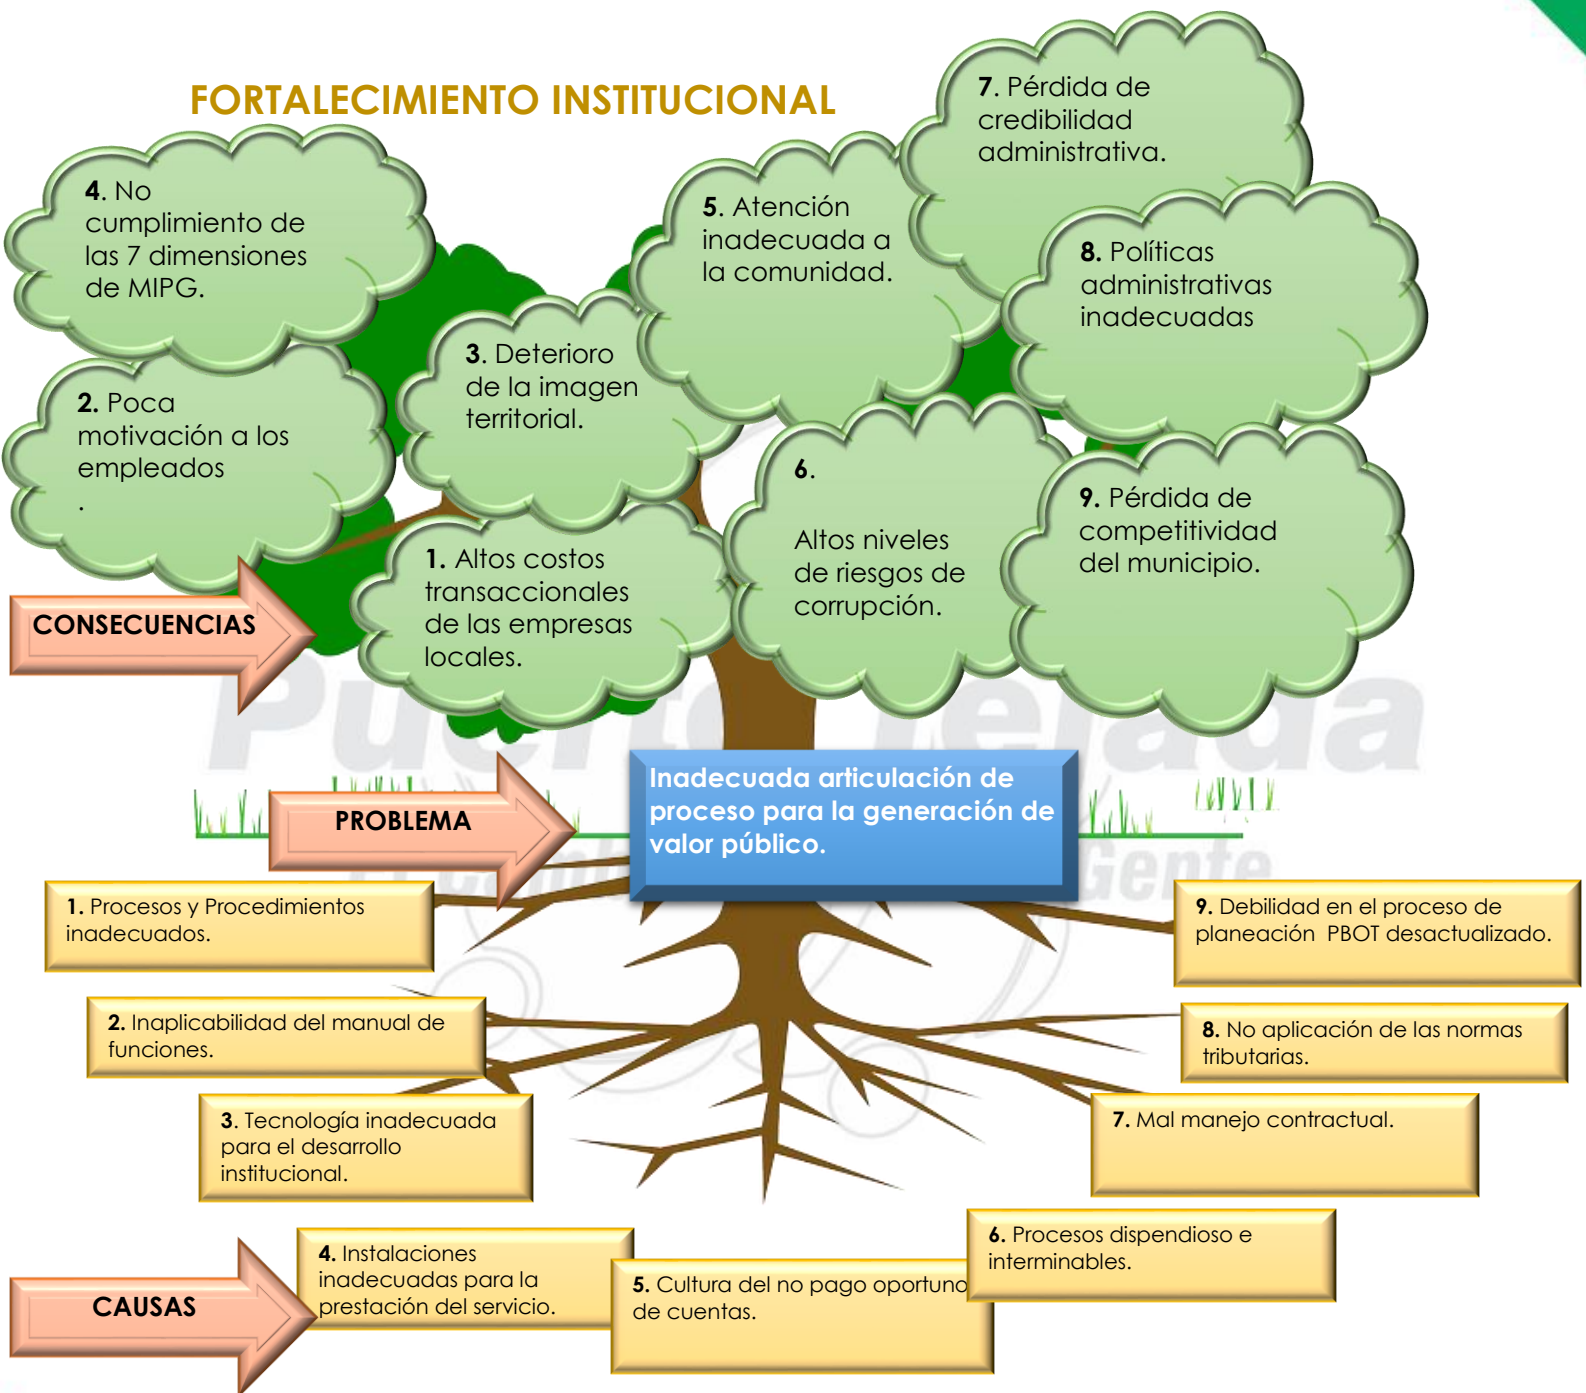 FORTALECIMIENTO INSTITUCIONAL
7. Pérdida de
credibilidad
administrativa.
4. No
cumplimiento de
las 7 dimensiones
de MIPG.
5. Atención
inadecuada a
la comunidad.
8. Políticas
administrativas
inadecuadas
3. Deterioro
de la imagen
territorial.
2. Poca
motivación a los
empleados
.
6.
Altos niveles
de riesgos de
corrupción.
9. Pérdida de
competitividad
del municipio.
1. Altos costos
transaccionales
de las empresas
locales.
CONSECUENCIAS
Puerto Tejada
Inadecuada articulación de
proceso para la generación de
valor público.
PROBLEMA
Gente
1. Procesos y Procedimientos
inadecuados.
9. Debilidad en el proceso de
planeación  PBOT desactualizado.
2. Inaplicabilidad del manual de
funciones.
8. No aplicación de las normas
tributarias.
3. Tecnología inadecuada
para el desarrollo
institucional.
7. Mal manejo contractual.
4. Instalaciones
inadecuadas para la
prestación del servicio.
5. Cultura del no pago oportuno
de cuentas.
6. Procesos dispendioso e
interminables.
CAUSAS